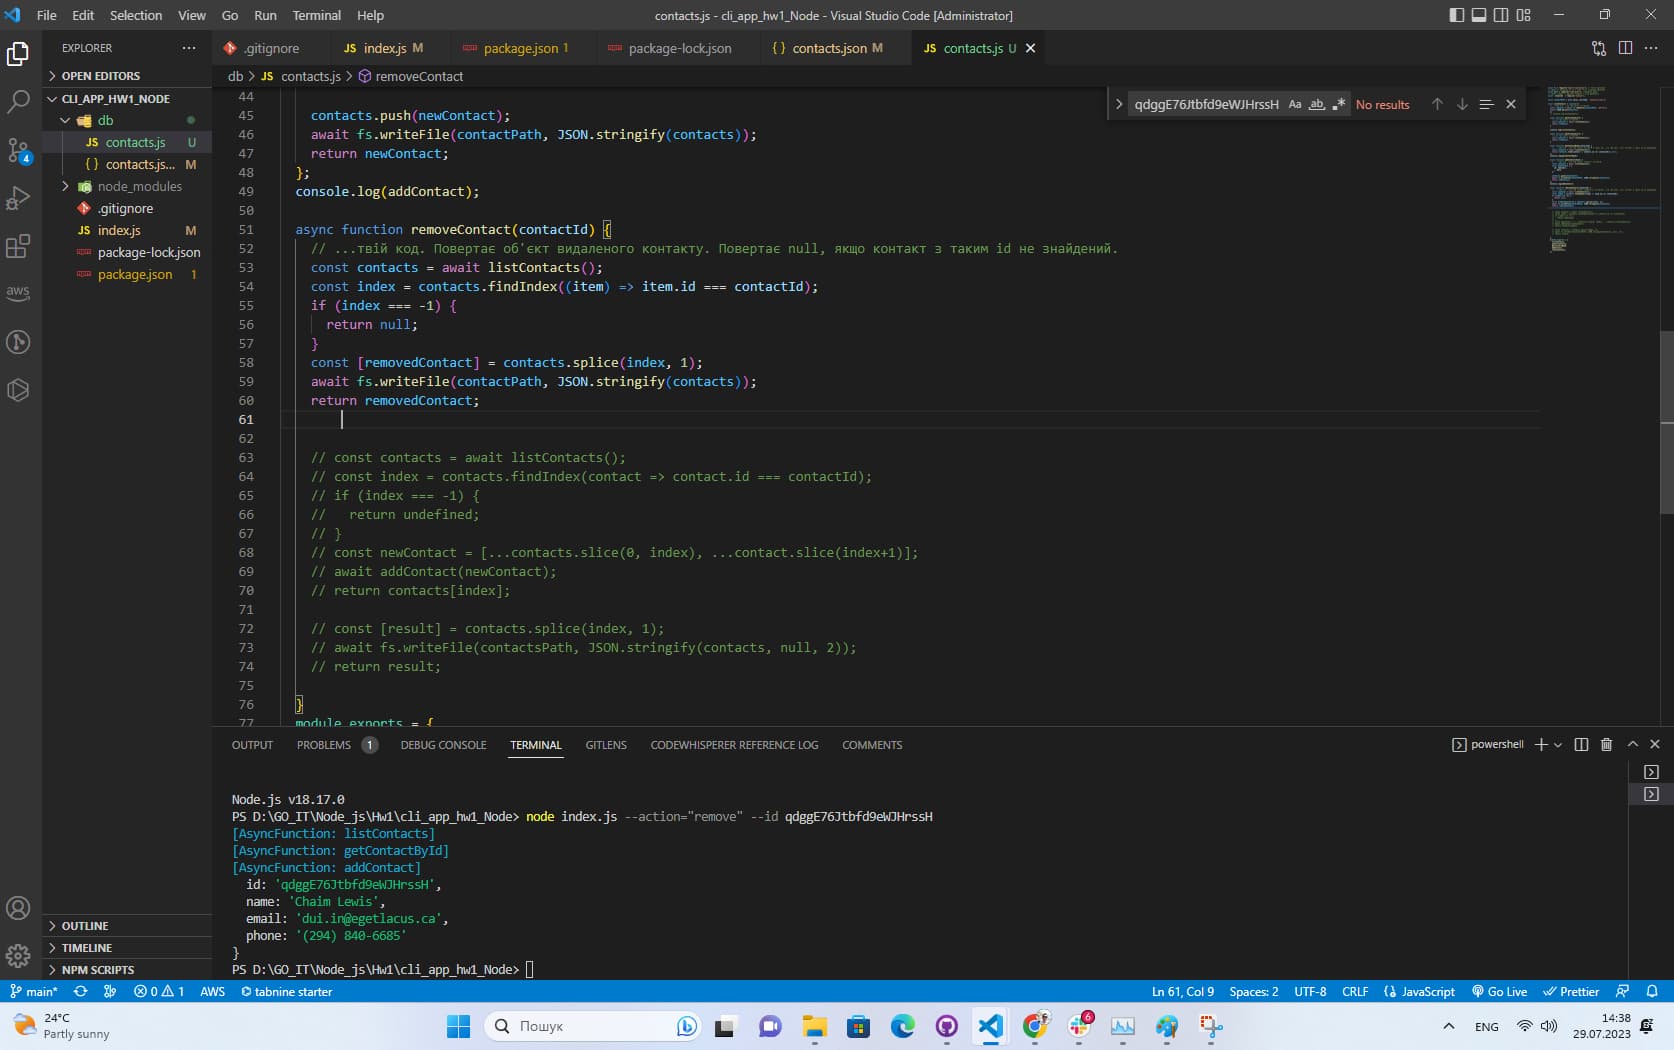 File Edit Selection View Go Run Terminal Help
contacts.js - cli_app_hw1_Node - Visual Studio Code [Administrator]
EXPLORER
.gitignore
JS index.js M
package.json 1
package-lock.json
{ } contacts.json M
JS contacts.js U
db > JS contacts.js > removeContact
OPEN EDITORS
CLI_APP_HW1_NODE
db
JS contacts.js U
{ } contacts.js... M
node_modules
.gitignore
JS index.js M
package-lock.json
package.json 1
4
aws
OUTLINE
TIMELINE
NPM SCRIPTS
qdggE76Jtbfd9eWJHrssH Aa ab .* No results
44
45 contacts.push(newContact);
46 await fs.writeFile(contactPath, JSON.stringify(contacts));
47 return newContact;
48 };
49 console.log(addContact);
50
51 async function removeContact(contactId) {
52 // ...твій код. Повертає об'єкт видаленого контакту. Повертає null, якщо контакт з таким id не знайдений.
53 const contacts = await listContacts();
54 const index = contacts.findIndex((item) => item.id === contactId);
55 if (index === -1) {
56 return null;
57 }
58 const [removedContact] = contacts.splice(index, 1);
59 await fs.writeFile(contactPath, JSON.stringify(contacts));
60 return removedContact;
61
62
63 // const contacts = await listContacts();
64 // const index = contacts.findIndex(contact => contact.id === contactId);
65 // if (index === -1) {
66 // return undefined;
67 // }
68 // const newContact = [...contacts.slice(0, index), ...contact.slice(index+1)];
69 // await addContact(newContact);
70 // return contacts[index];
71
72 // const [result] = contacts.splice(index, 1);
73 // await fs.writeFile(contactsPath, JSON.stringify(contacts, null, 2));
74 // return result;
75
76 }
77 module.exports = {
OUTPUT PROBLEMS 1 DEBUG CONSOLE TERMINAL GITLENS CODEWHISPERER REFERENCE LOG COMMENTS
powershell
Node.js v18.17.0
PS D:\GO_IT\Node_js\Hw1\cli_app_hw1_Node> node index.js --action="remove" --id qdggE76Jtbfd9eWJHrssH
[AsyncFunction: listContacts]
[AsyncFunction: getContactById]
[AsyncFunction: addContact]
id: 'qdggE76Jtbfd9eWJHrssH',
name: 'Chaim Lewis',
email: 'dui.in@egetlacus.ca',
phone: '(294) 840-6685'
}
PS D:\GO_IT\Node_js\Hw1\cli_app_hw1_Node>
main* 0 1 AWS tabnine starter
Ln 61, Col 9 Spaces: 2 UTF-8 CRLF JavaScript Go Live Prettier
24°C
Partly sunny
Пошук
6
ENG
14:38
29.07.2023